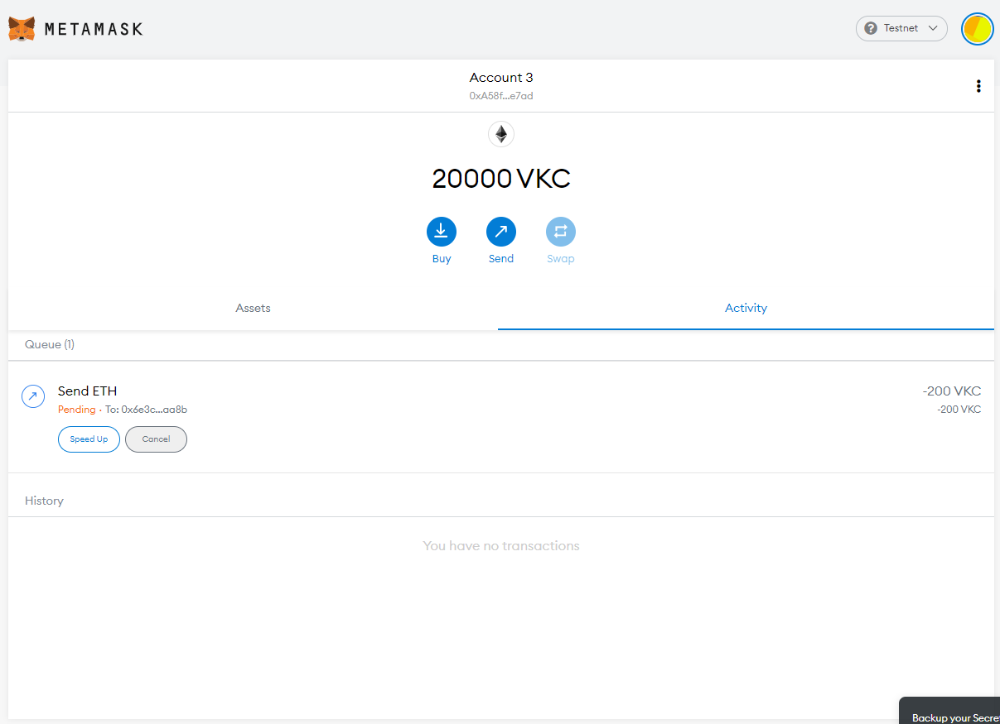 METAMASK
Testnet
Account 3
0xA58f...e7ad
20000 VKC
Buy
Send
Swap
Assets
Activity
Queue (1)
Send ETH
-200 VKC
Pending · To: 0x6e3c...aa8b
-200 VKC
Speed Up
Cancel
History
You have no transactions
Backup your Secre